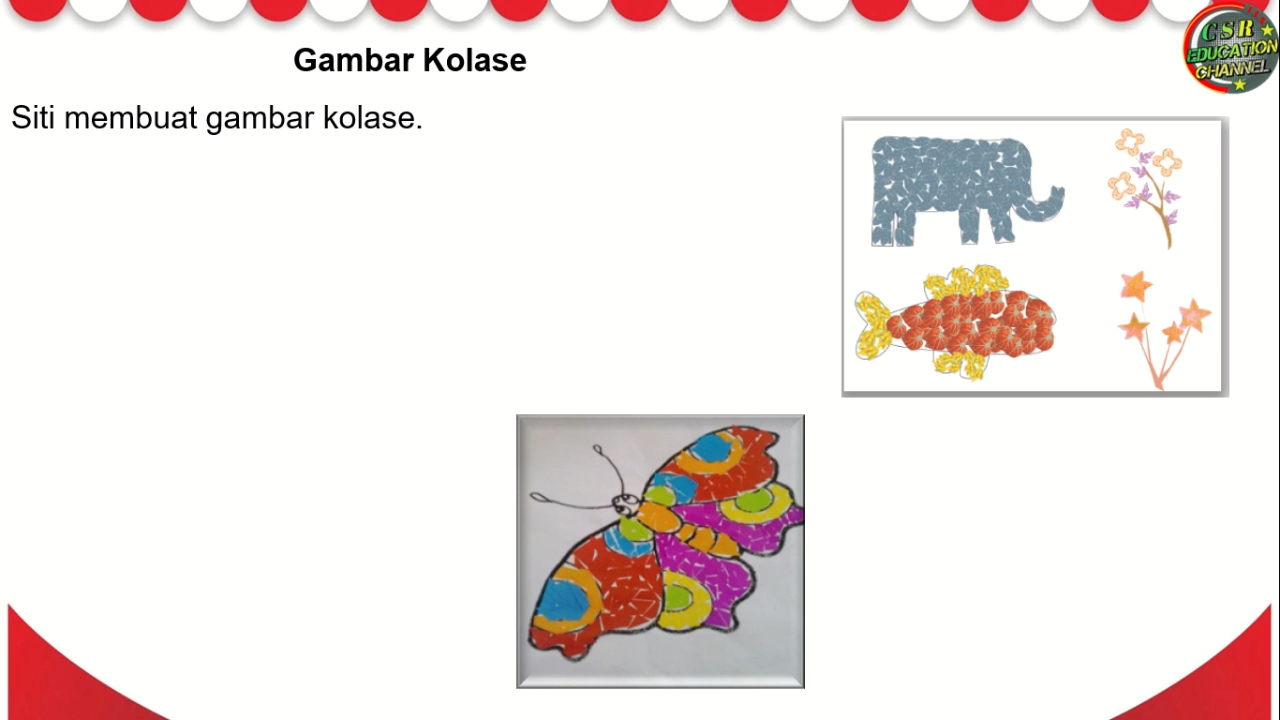 Gambar Kolase
Siti membuat gambar kolase.
CSR
EDUCATION
CHANNEL